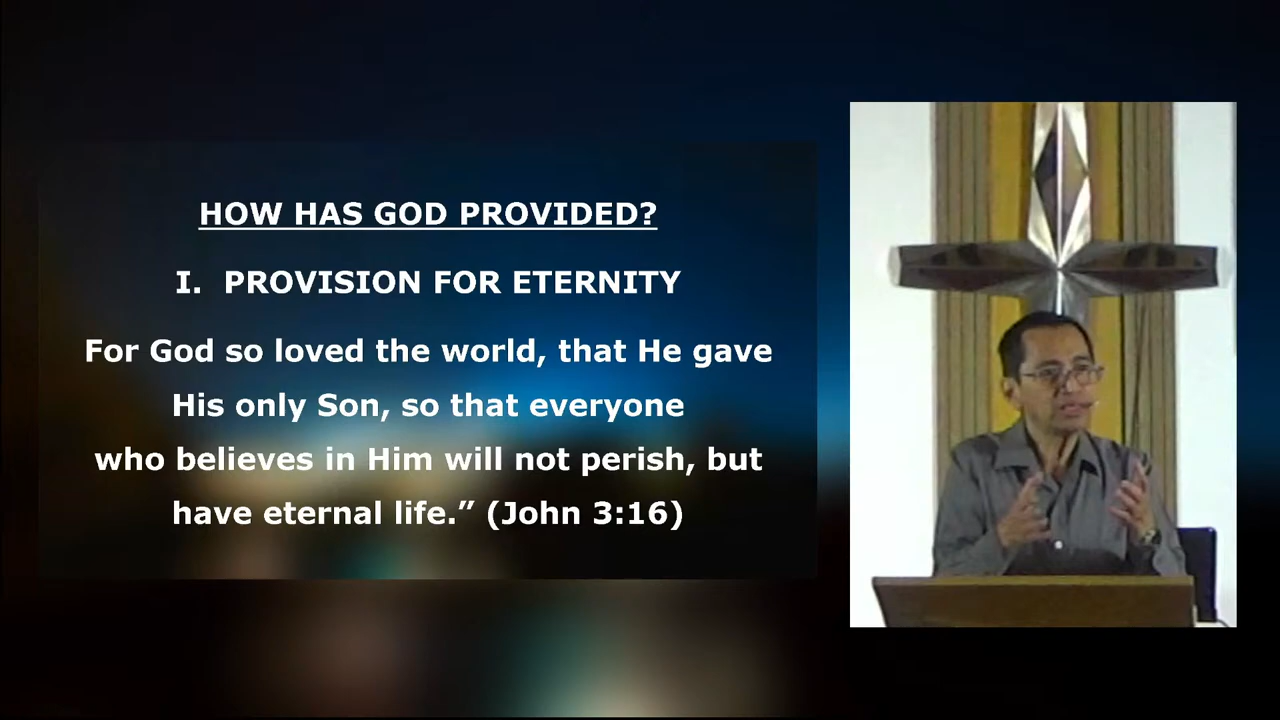 HOW HAS GOD PROVIDED?
I. PROVISION FOR ETERNITY
For God so loved the world, that He gave
His only Son, so that everyone
who believes in Him will not perish, but
have eternal life.” (John 3:16)